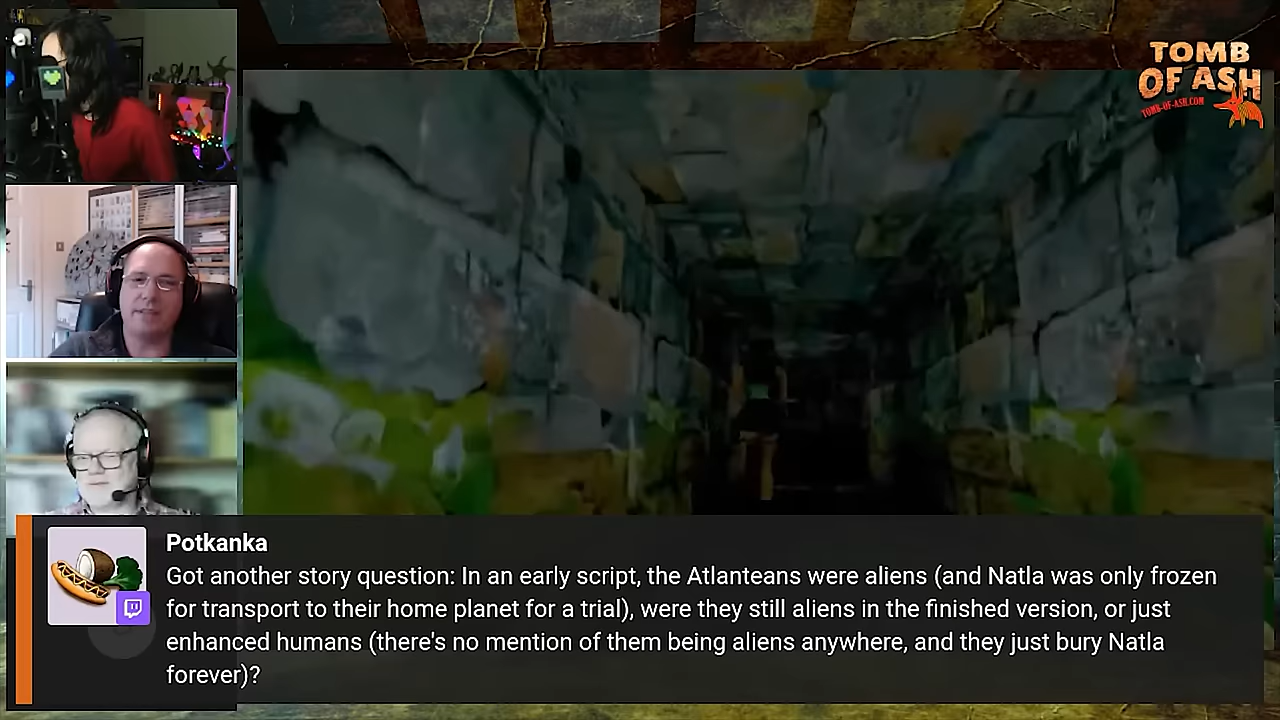 TOMB
OF ASH
TOMB-OF-ASH.COM
Potkanka
Got another story question: In an early script, the Atlanteans were aliens (and Natla was only frozen
for transport to their home planet for a trial), were they still aliens in the finished version, or just
enhanced humans (there's no mention of them being aliens anywhere, and they just bury Natla
forever)?